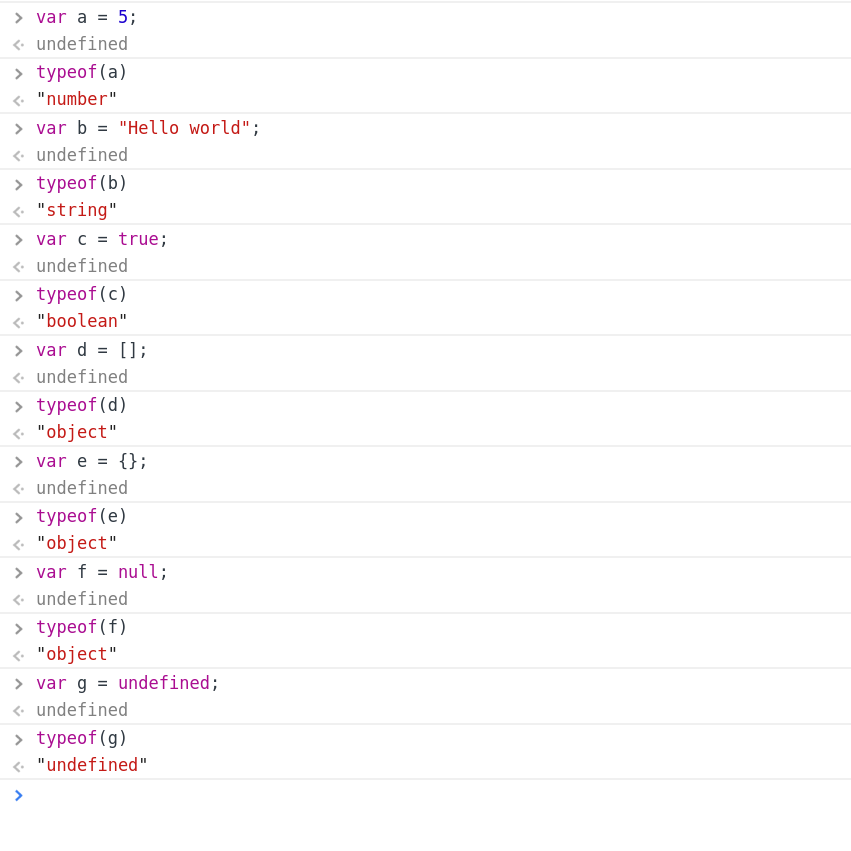 var a = 5;
undefined
typeof(a)
"number"
var b = "Hello world";
undefined
typeof(b)
"string"
var c = true;
undefined
typeof(c)
"boolean"
var d = [];
undefined
typeof(d)
"object"
var e = {};
undefined
typeof(e)
"object"
var f = null;
undefined
typeof(f)
"object"
var g = undefined;
undefined
typeof(g)
"undefined"